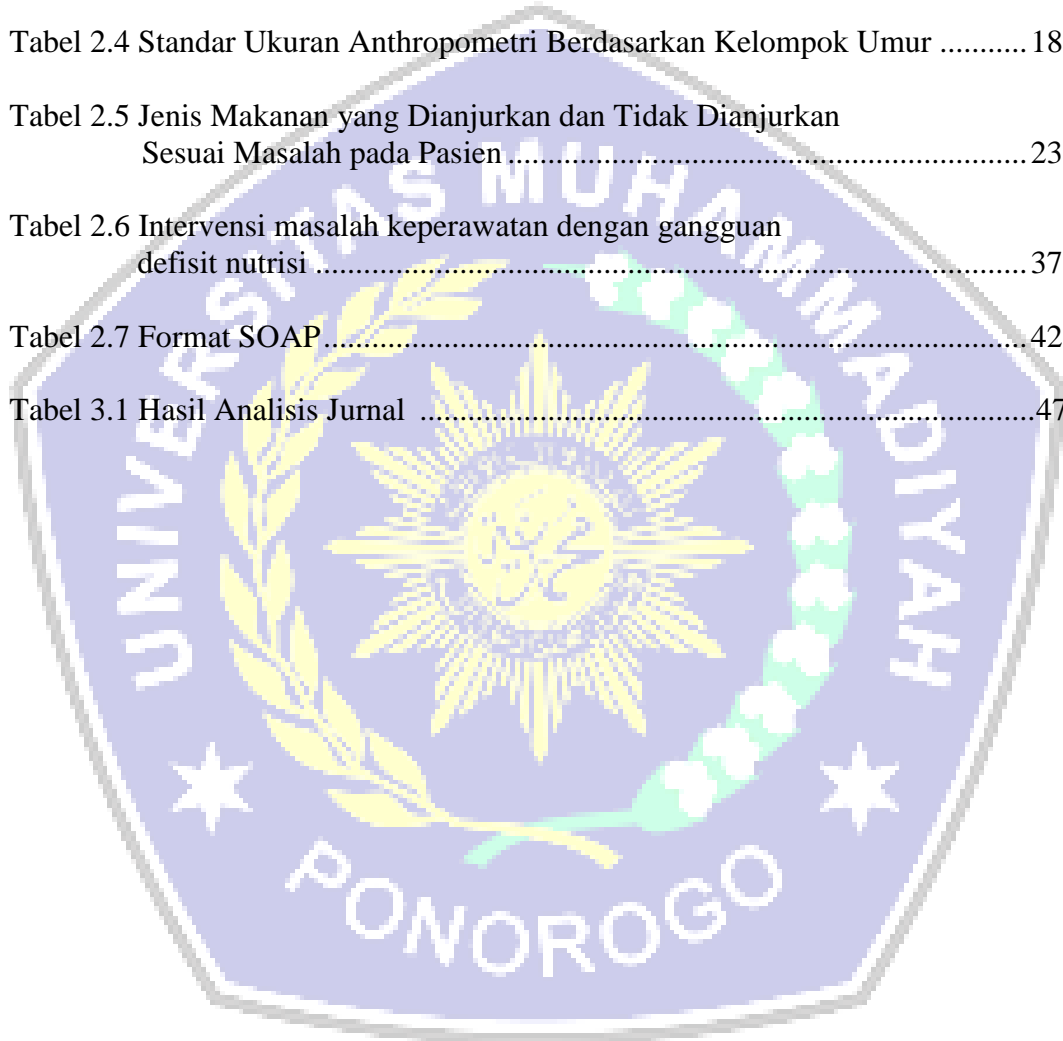 Tabel 2.4 Standar Ukuran Anthropometri Berdasarkan Kelompok Umur ........... 18
Tabel 2.5 Jenis Makanan yang Dianjurkan dan Tidak Dianjurkan
Sesuai Masalah pada Pasien .................................................................. 23
Tabel 2.6 Intervensi masalah keperawatan dengan gangguan
defisit nutrisi ........................................................................................... 37
Tabel 2.7 Format SOAP .......................................................................................... 42
Tabel 3.1 Hasil Analisis Jurnal ...............................................................................47
UNIVERSITAS MUHAMMADIYAH
PONOROGO